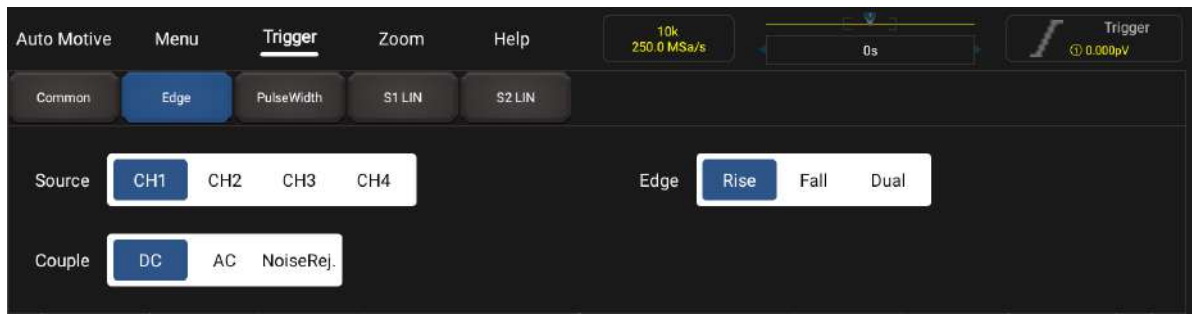 Auto Motive Menu Trigger Zoom Help
10k
250.0 MSa/s
0s
Trigger
① 0.000pV
Common Edge PulseWidth S1 LIN S2 LIN
Source CH1 CH2 CH3 CH4 Edge Rise Fall Dual
Couple DC AC NoiseRej.